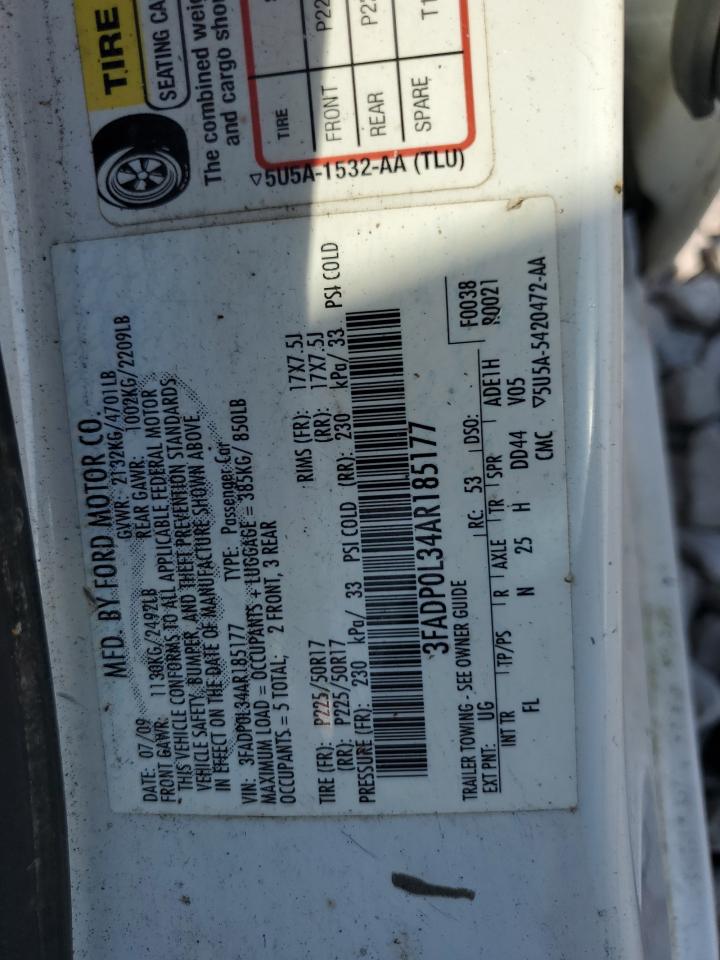 TIRE
SEATING CA
The combined weig
and cargo shou
TIRE
FRONT P22
REAR P22
SPARE T1
▽5U5A-1532-AA (TLU)
MFD. BY FORD MOTOR CO.
DATE: 07/09 GVWR: 2132KG/4701LB
FRONT GAWR: 1130KG/2492LB REAR GAWR: 1002KG/2209LB
THIS VEHICLE CONFORMS TO ALL APPLICABLE FEDERAL MOTOR
VEHICLE SAFETY, BUMPER, AND THEFT PREVENTION STANDARDS
IN EFFECT ON THE DATE OF MANUFACTURE SHOWN ABOVE.
VIN: 3FADP0L34AR185177 TYPE: Passenger Car
MAXIMUM LOAD = OCCUPANTS + LUGGAGE = 385KG/ 850LB
OCCUPANTS = 5 TOTAL; 2 FRONT, 3 REAR
TIRE (FR): P225/50R17 RIMS (FR): 17X7.5J
(RR): P225/50R17 (RR): 17X7.5J
PRESSURE (FR): 230 kPa/ 33 PSI COLD (RR): 230 kPa/ 33 PSI COLD
3FADP0L34AR185177
TRAILER TOWING - SEE OWNER GUIDE F0038
EXT PNT: UG RC: 53 DSO: R0021
INT TR TP/PS R AXLE TR SPR ADE1H
FL N 25 H DD44 V05
CMC ▽5U5A-5420472-AA